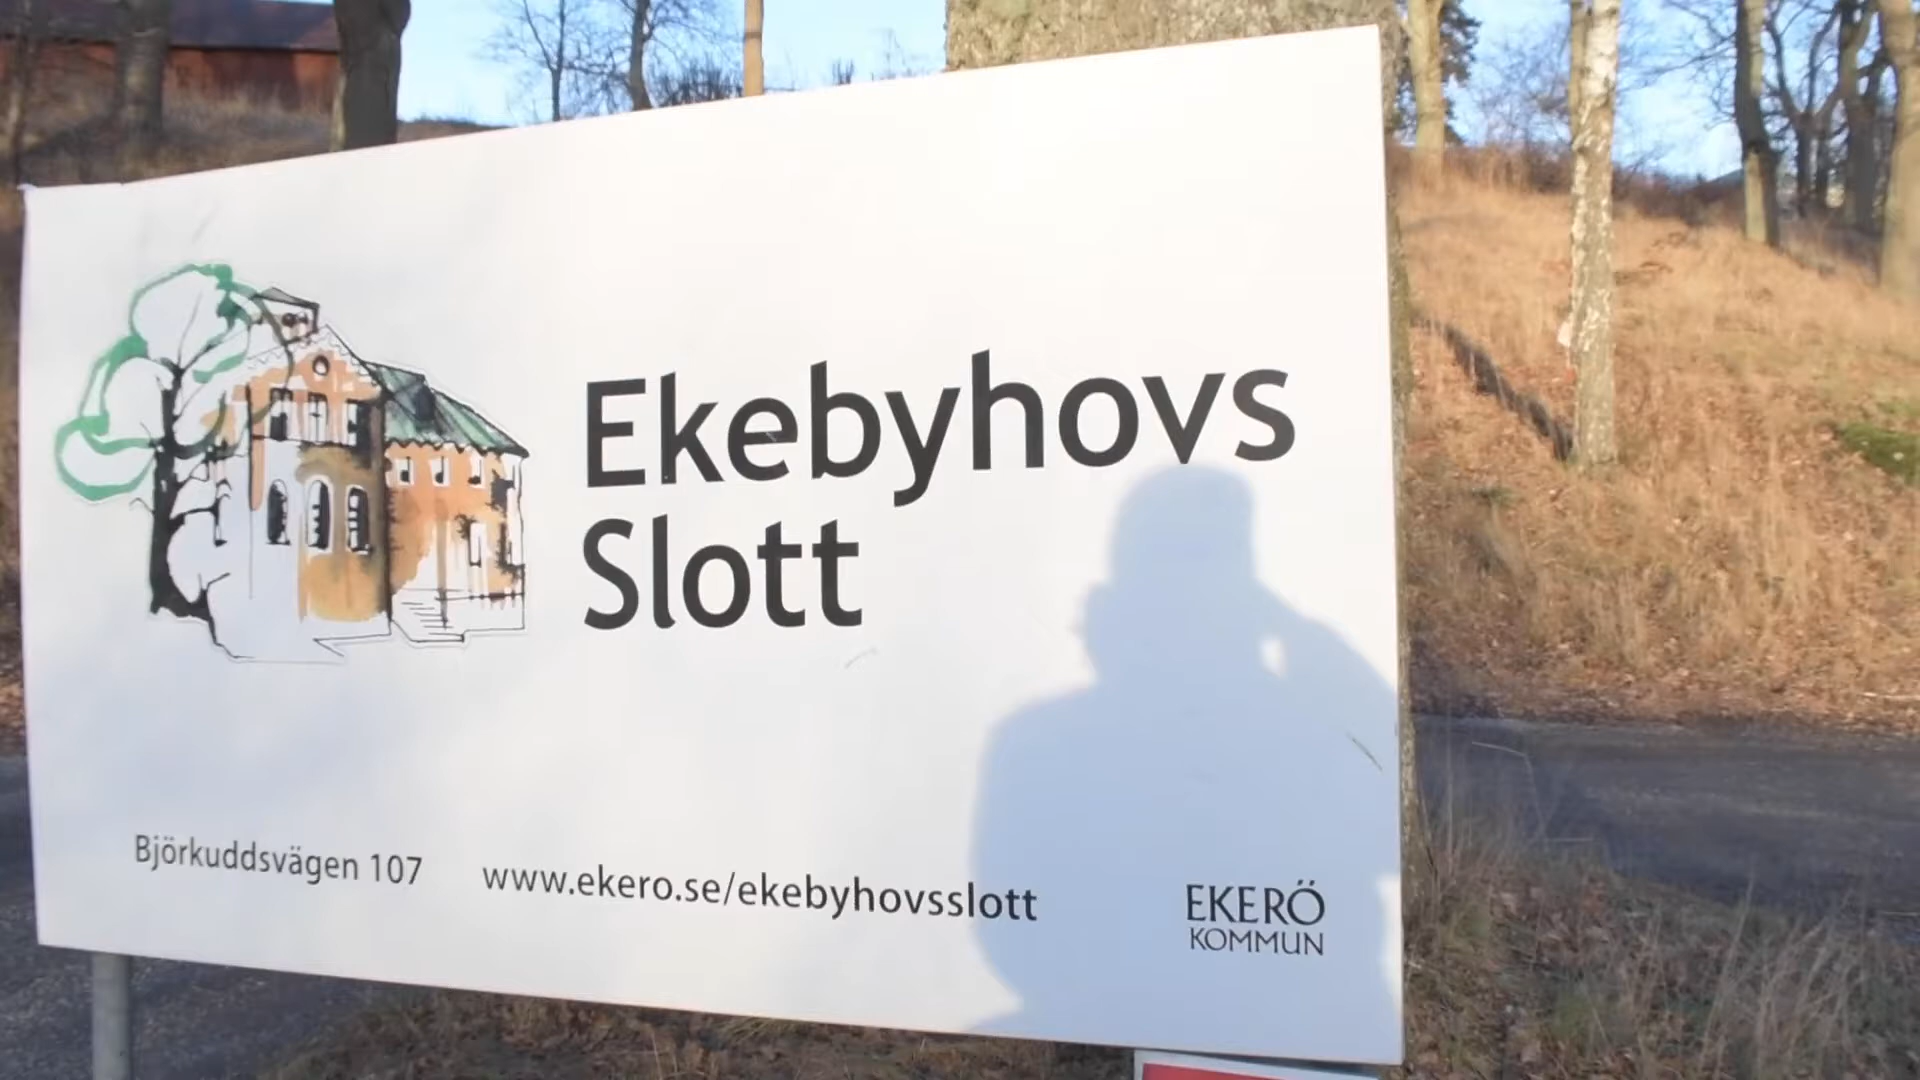 Ekebyhovs
Slott
Björkuddsvägen 107
www.ekero.se/ekebyhovsslott
EKERÖ
KOMMUN